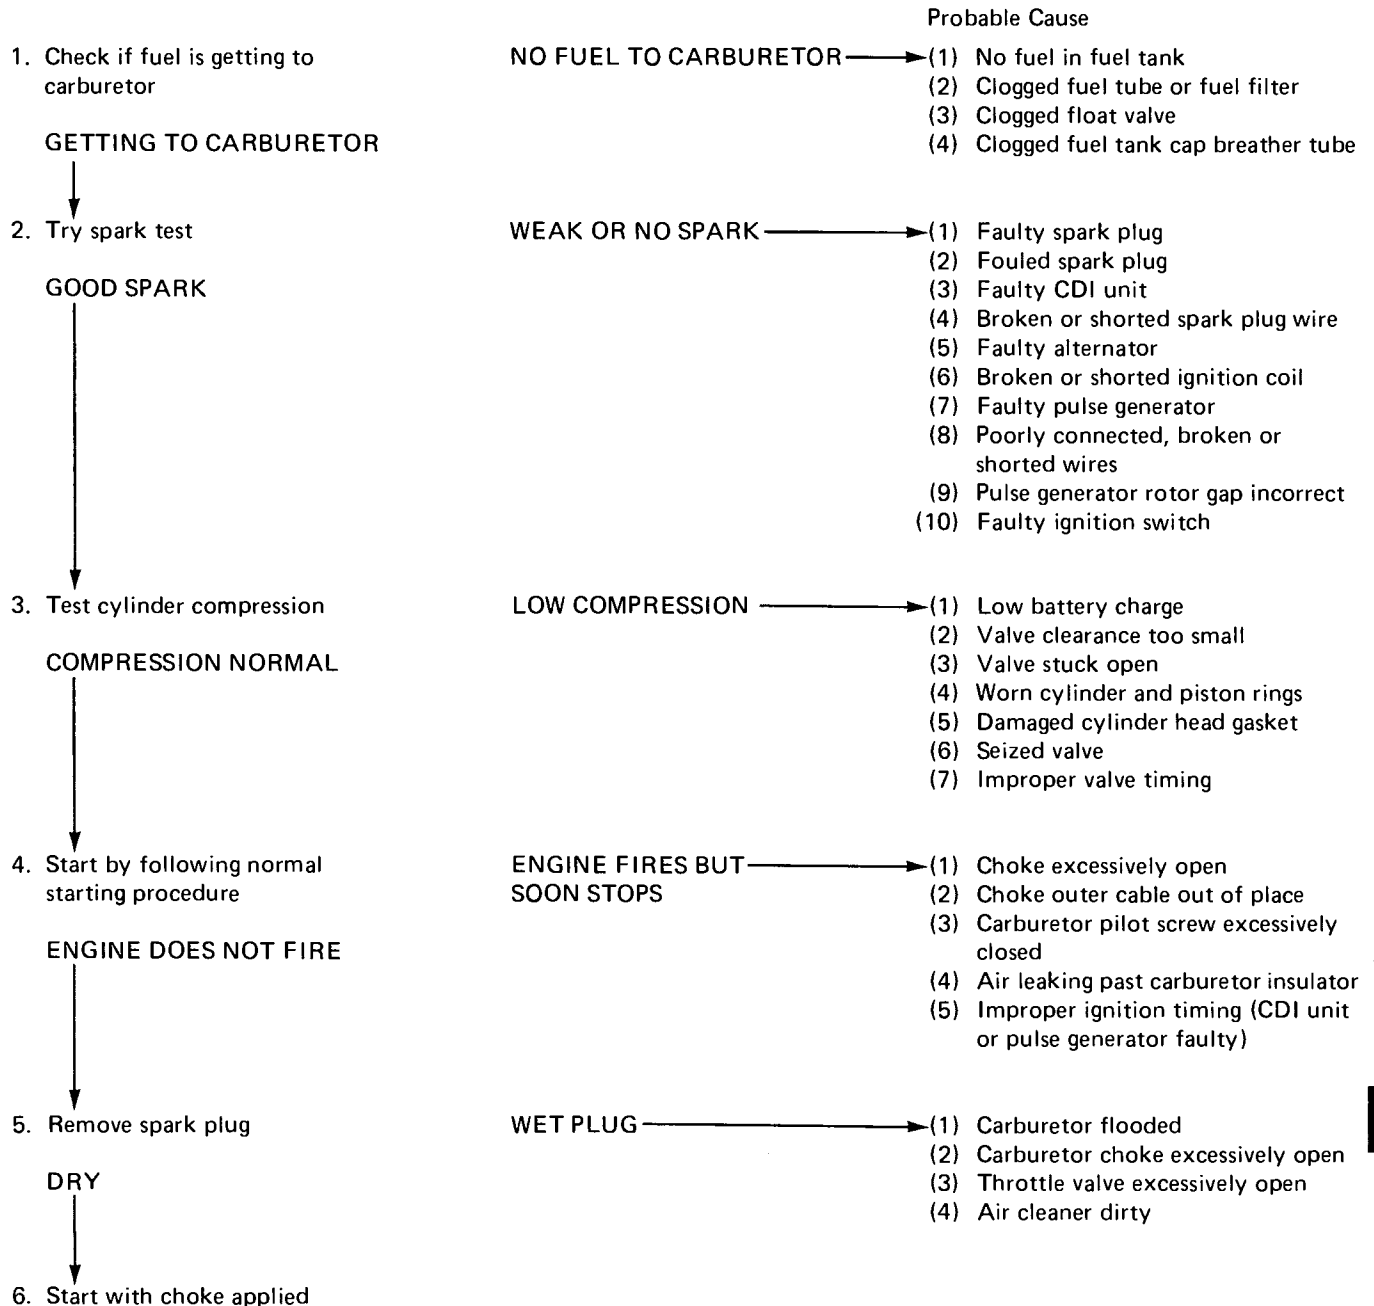 Probable Cause
1. Check if fuel is getting to
carburetor
GETTING TO CARBURETOR
NO FUEL TO CARBURETOR
(1) No fuel in fuel tank
(2) Clogged fuel tube or fuel filter
(3) Clogged float valve
(4) Clogged fuel tank cap breather tube
2. Try spark test
GOOD SPARK
WEAK OR NO SPARK
(1) Faulty spark plug
(2) Fouled spark plug
(3) Faulty CDI unit
(4) Broken or shorted spark plug wire
(5) Faulty alternator
(6) Broken or shorted ignition coil
(7) Faulty pulse generator
(8) Poorly connected, broken or
shorted wires
(9) Pulse generator rotor gap incorrect
(10) Faulty ignition switch
3. Test cylinder compression
COMPRESSION NORMAL
LOW COMPRESSION
(1) Low battery charge
(2) Valve clearance too small
(3) Valve stuck open
(4) Worn cylinder and piston rings
(5) Damaged cylinder head gasket
(6) Seized valve
(7) Improper valve timing
4. Start by following normal
starting procedure
ENGINE DOES NOT FIRE
ENGINE FIRES BUT
SOON STOPS
(1) Choke excessively open
(2) Choke outer cable out of place
(3) Carburetor pilot screw excessively
closed
(4) Air leaking past carburetor insulator
(5) Improper ignition timing (CDI unit
or pulse generator faulty)
5. Remove spark plug
DRY
WET PLUG
(1) Carburetor flooded
(2) Carburetor choke excessively open
(3) Throttle valve excessively open
(4) Air cleaner dirty
6. Start with choke applied